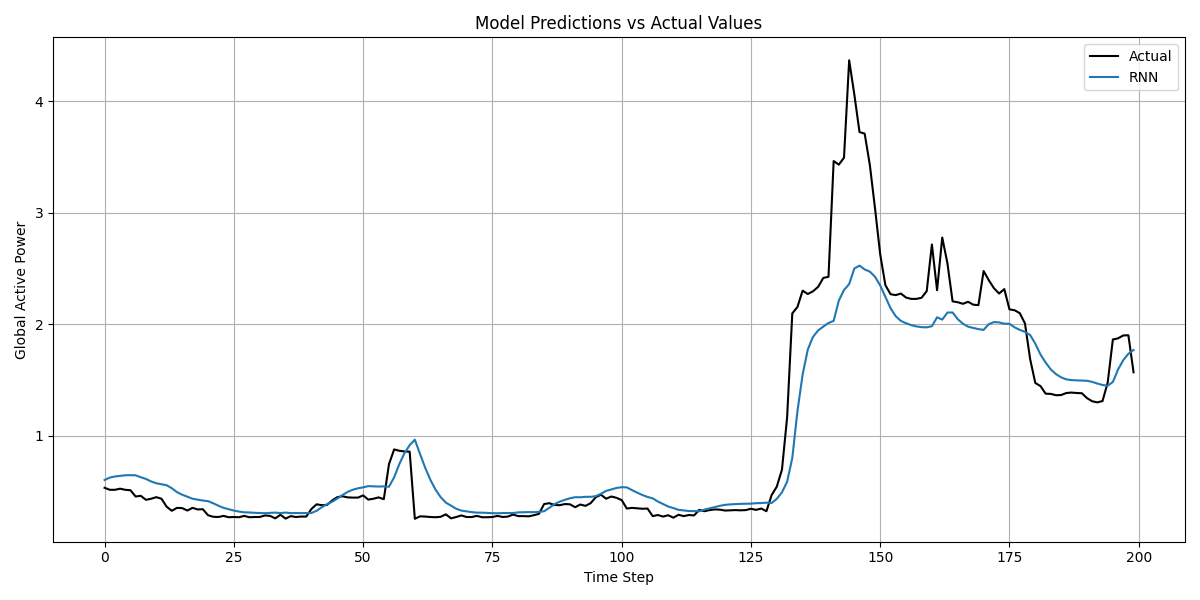 Model Predictions vs Actual Values
Actual
RNN
Global Active Power
4
3
2
1
0 25 50 75 100 125 150 175 200
Time Step